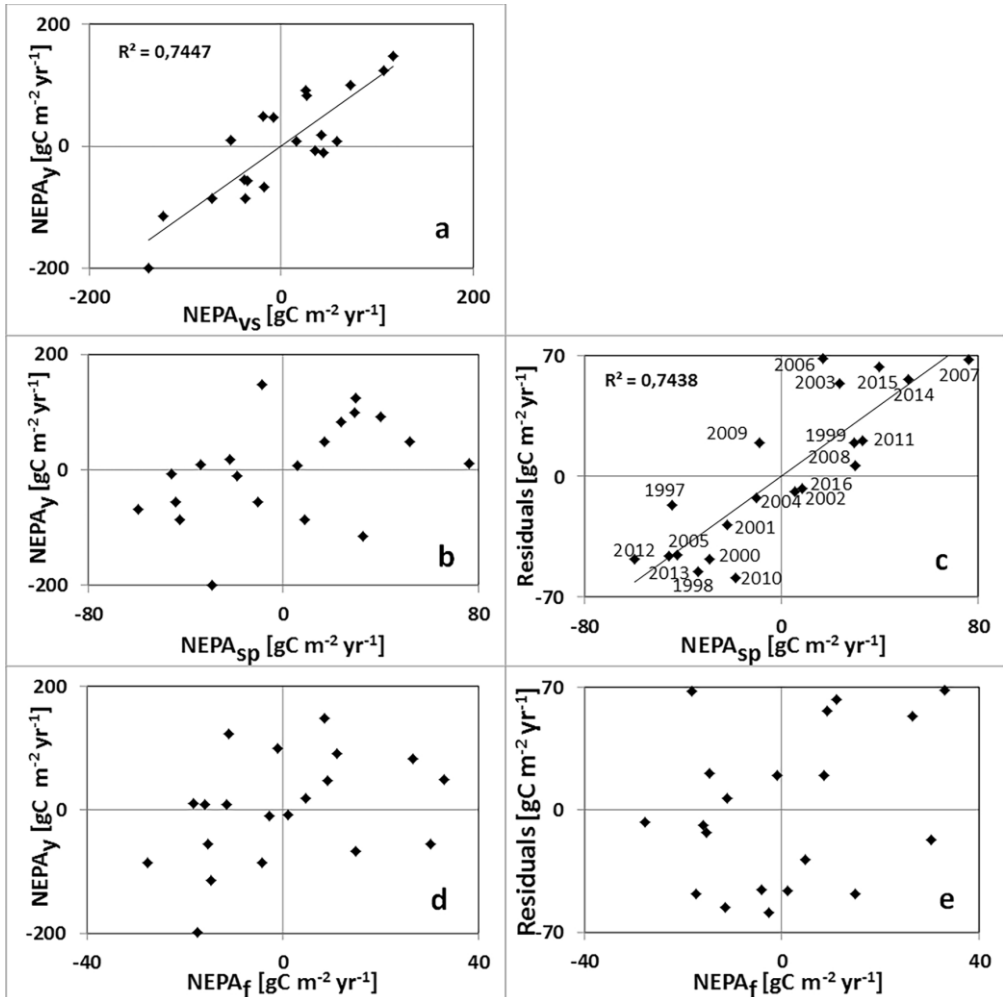 200
R² = 0,7447
NEPAy [gC m-2 yr-1]
0
a
-200
-200
0
200
NEPAvs [gC m-2 yr-1]
200
NEPAy [gC m-2 yr-1]
0
b
-200
-80
0
80
NEPAsp [gC m-2 yr-1]
70
R² = 0,7438
2006
2003
2015
2007
2014
2009
1999
2011
2008
Residuals [gC m-2 yr-1]
0
1997
2016
2004
2002
2001
2012
2005
2000
2013
1998
2010
c
-70
-80
0
80
NEPAsp [gC m-2 yr-1]
200
NEPAy [gC m-2 yr-1]
0
d
-200
-40
0
40
NEPAf [gC m-2 yr-1]
70
Residuals [gC m-2 yr-1]
0
e
-70
-40
0
40
NEPAf [gC m-2 yr-1]